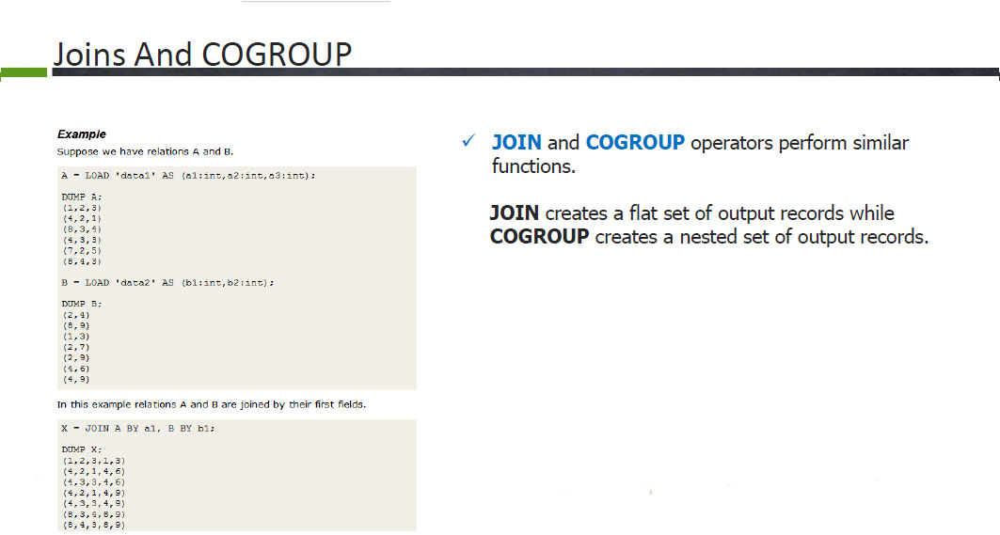 Joins And COGROUP
Example
Suppose we have relations A and B.
A = LOAD 'data1' AS (a1:int,a2:int,a3:int);
DUMP A;
(1,2,3)
(4,2,1)
(8,3,4)
(4,3,3)
(7,2,5)
(8,4,3)
B = LOAD 'data2' AS (b1:int,b2:int);
DUMP B;
(2,4)
(8,9)
(1,3)
(2,7)
(2,9)
(4,6)
(4,9)
In this example relations A and B are joined by their first fields.
X = JOIN A BY a1, B BY b1;
DUMP X;
(1,2,3,1,3)
(4,2,1,4,6)
(4,3,3,4,6)
(4,2,1,4,9)
(4,3,3,4,9)
(8,3,4,8,9)
(8,4,3,8,9)
✓ JOIN and COGROUP operators perform similar
functions.
JOIN creates a flat set of output records while
COGROUP creates a nested set of output records.